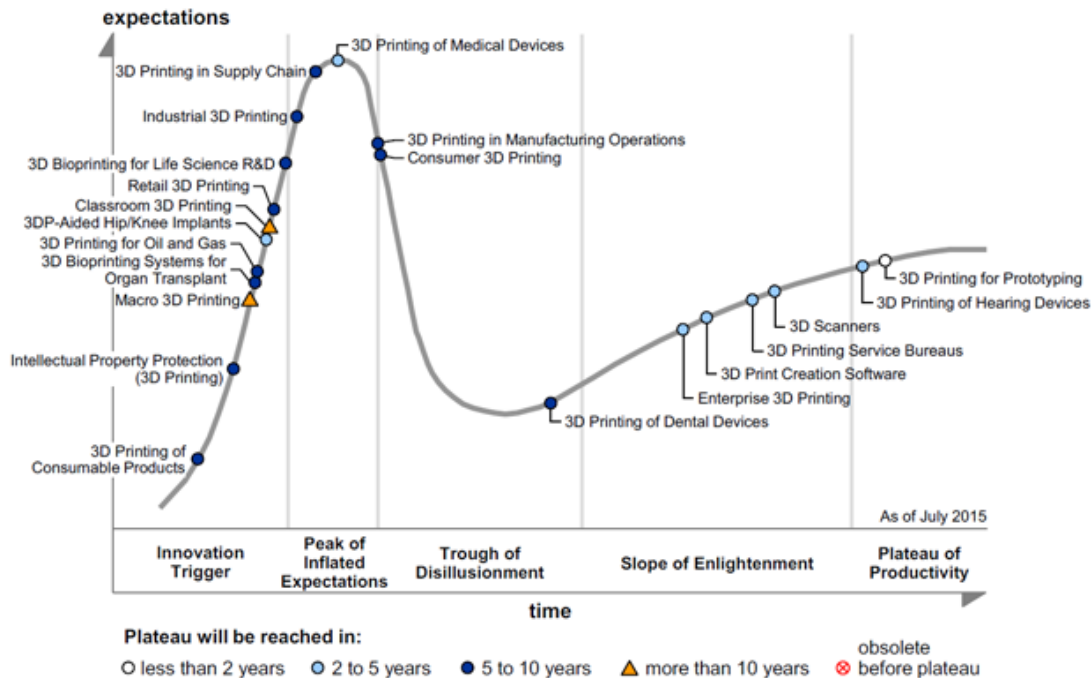 expectations
3D Printing of Medical Devices
3D Printing in Supply Chain
Industrial 3D Printing
3D Printing in Manufacturing Operations
Consumer 3D Printing
3D Bioprinting for Life Science R&D
Retail 3D Printing
Classroom 3D Printing
3DP-Aided Hip/Knee Implants
3D Printing for Oil and Gas
3D Bioprinting Systems for
Organ Transplant
Macro 3D Printing
Intellectual Property Protection
(3D Printing)
3D Printing of
Consumable Products
3D Printing for Prototyping
3D Printing of Hearing Devices
3D Scanners
3D Printing Service Bureaus
3D Print Creation Software
Enterprise 3D Printing
3D Printing of Dental Devices
As of July 2015
Innovation
Trigger
Peak of
Inflated
Expectations
Trough of
Disillusionment
Slope of Enlightenment
Plateau of
Productivity
time
Plateau will be reached in:
less than 2 years
2 to 5 years
5 to 10 years
more than 10 years
obsolete
before plateau